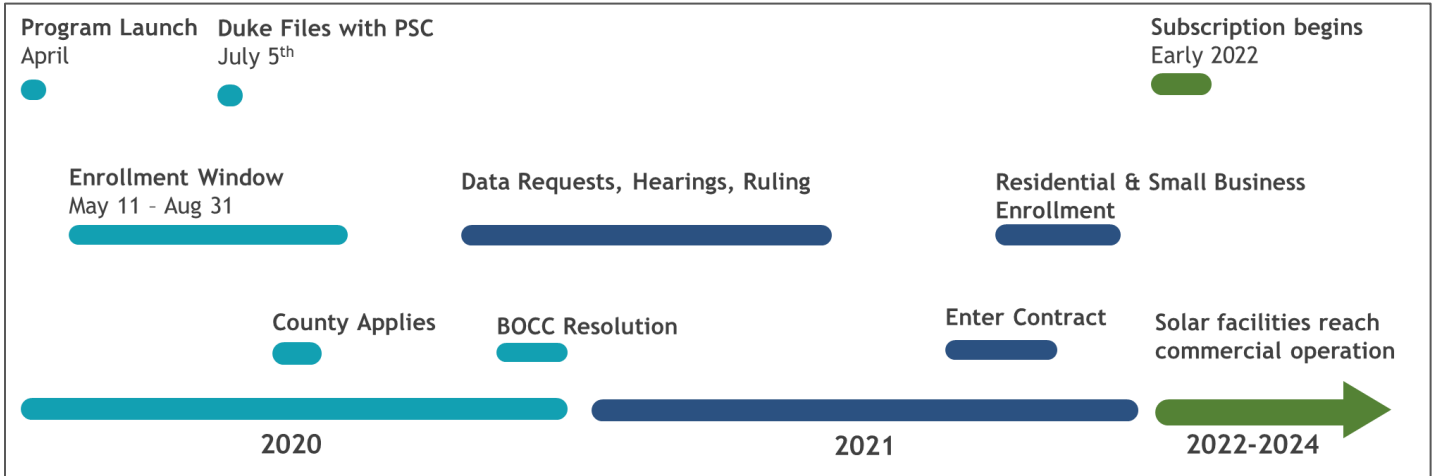 Program Launch
April
Duke Files with PSC
July 5th
Subscription begins
Early 2022
Enrollment Window
May 11 – Aug 31
Data Requests, Hearings, Ruling
Residential & Small Business
Enrollment
County Applies
BOCC Resolution
Enter Contract
Solar facilities reach
commercial operation
2020
2021
2022-2024